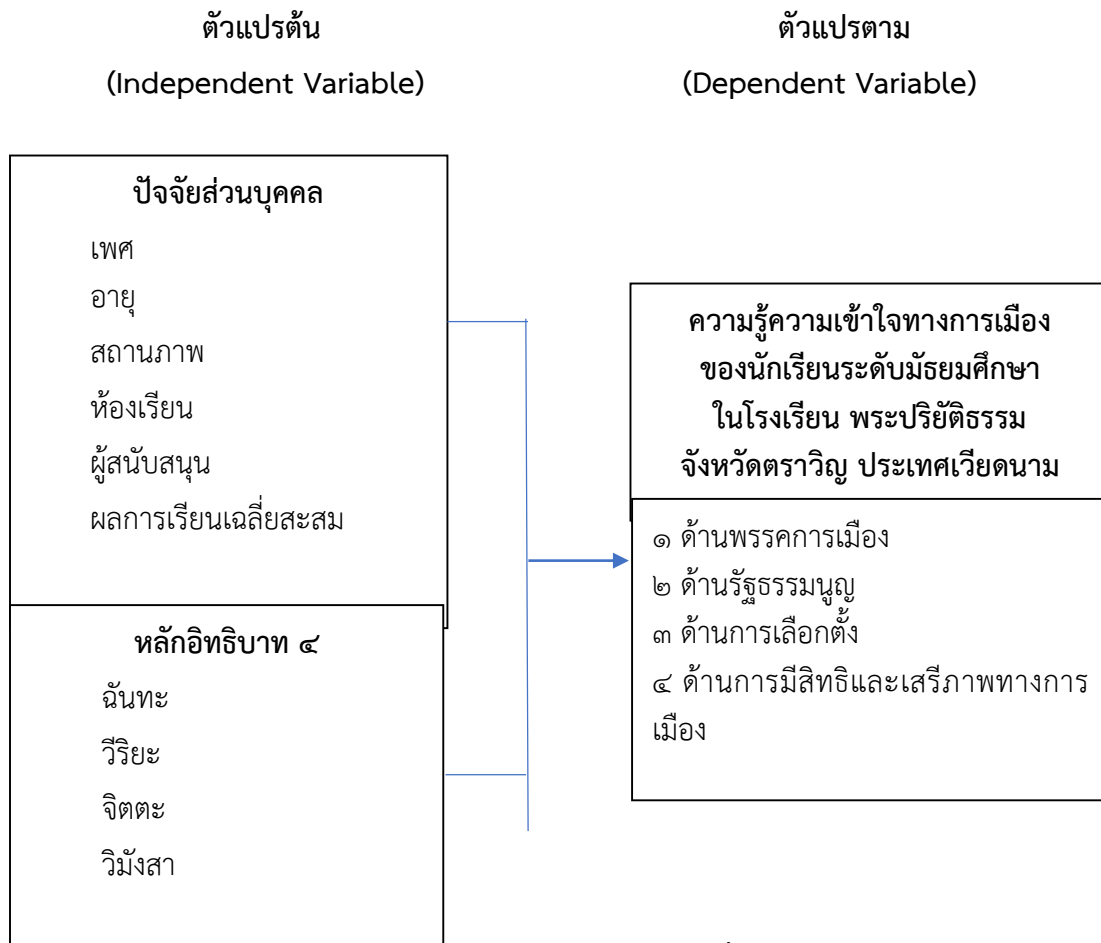 ตัวแปรต้น
(Independent Variable)
ตัวแปรตาม
(Dependent Variable)
ปัจจัยส่วนบุคคล
เพศ
อายุ
สถานภาพ
ห้องเรียน
ผู้สนับสนุน
ผลการเรียนเฉลี่ยสะสม
หลักอิทธิบาท ๔
ฉันทะ
วีริยะ
จิตตะ
วิมังสา
ความรู้ความเข้าใจทางการเมือง
ของนักเรียนระดับมัธยมศึกษา
ในโรงเรียน พระปริยัติธรรม
จังหวัดตราวิญ ประเทศเวียดนาม
๑ ด้านพรรคการเมือง
๒ ด้านรัฐธรรมนูญ
๓ ด้านการเลือกตั้ง
๔ ด้านการมีสิทธิและเสรีภาพทางการ
เมือง